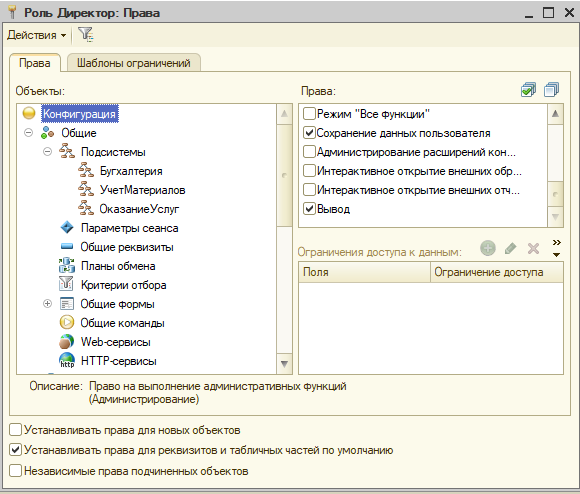 Роль Директор: Права
Действия
Права
Шаблоны ограничений
Объекты:
Конфигурация
Общие
Подсистемы
Бугхалтерия
УчетМатериалов
ОказаниеУслуг
Параметры сеанса
Общие реквизиты
Планы обмена
Критерии отбора
Общие формы
Общие команды
Web-сервисы
HTTP-сервисы
Права:
Режим "Все функции"
Сохранение данных пользователя
Администрирование расширений кон...
Интерактивное открытие внешних обр...
Интерактивное открытие внешних отч...
Вывод
Ограничения доступа к данным:
Поля
Ограничение доступа
Описание: Право на выполнение административных функций
(Администрирование)
Устанавливать права для новых объектов
Устанавливать права для реквизитов и табличных частей по умолчанию
Независимые права подчиненных объектов